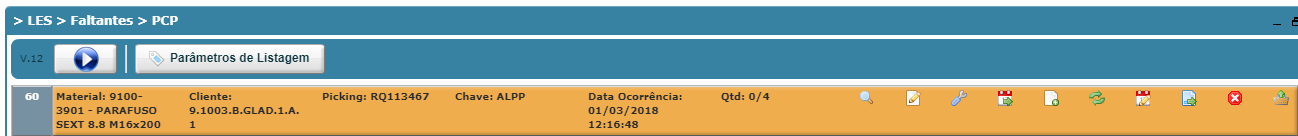 > LES > Faltantes > PCP
V.12
Parâmetros de Listagem
60
Material: 9100-
3901 - PARAFUSO
SEXT 8.8 M16x200
Cliente:
9.1003.B.GLAD.1.A.
1
Picking: RQ113467
Chave: ALPP
Data Ocorrência:
01/03/2018
12:16:48
Qtd: 0/4